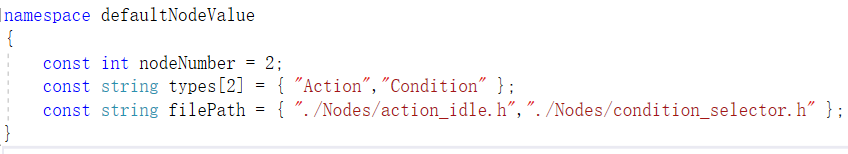 namespace defaultNodeValue
{
const int nodeNumber = 2;
const string types[2] = { "Action","Condition" };
const string filePath = { "./Nodes/action_idle.h","./Nodes/condition_selector.h" };
}